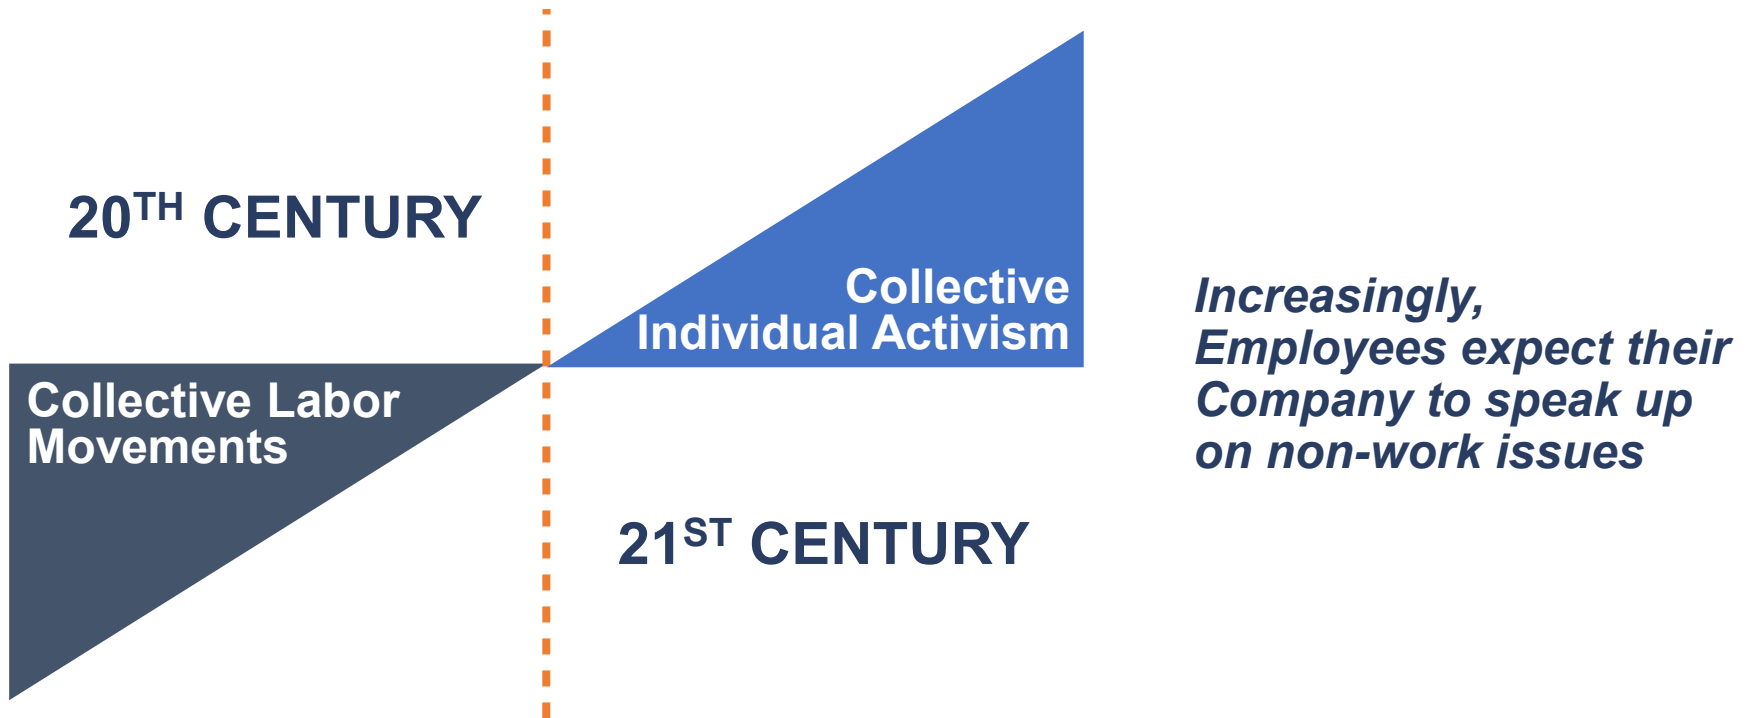 20TH CENTURY
Collective Labor
Movements
Collective
Individual Activism
21ST CENTURY
Increasingly,
Employees expect their
Company to speak up
on non-work issues